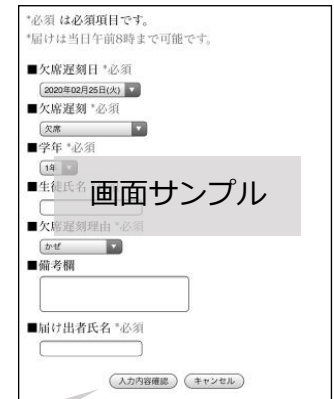 *必須 は必須項目です。
*届けは当日午前8時まで可能です。
■欠席遅刻日 *必須
2020年02月25日(火)
■欠席遅刻 *必須
欠席
■学年 *必須
1年
■生徒氏名
画面サンプル
■欠席遅刻理由 *必須
かぜ
■備考欄
■届け出者氏名 *必須
入力内容確認 キャンセル